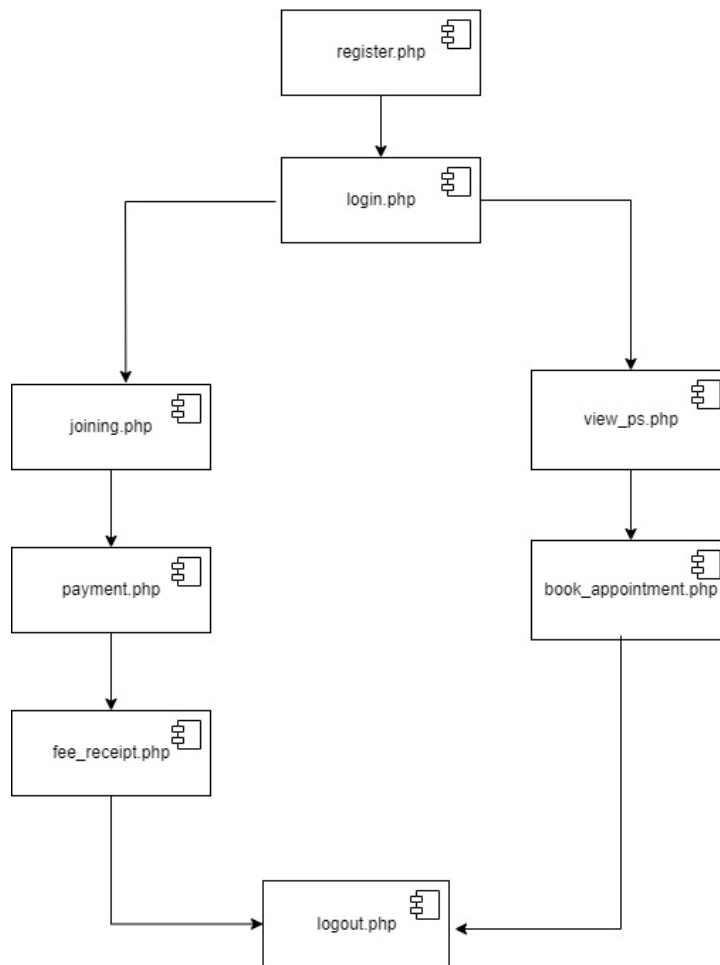 register.php
login.php
joining.php
view_ps.php
payment.php
book_appointment.php
fee_receipt.php
logout.php